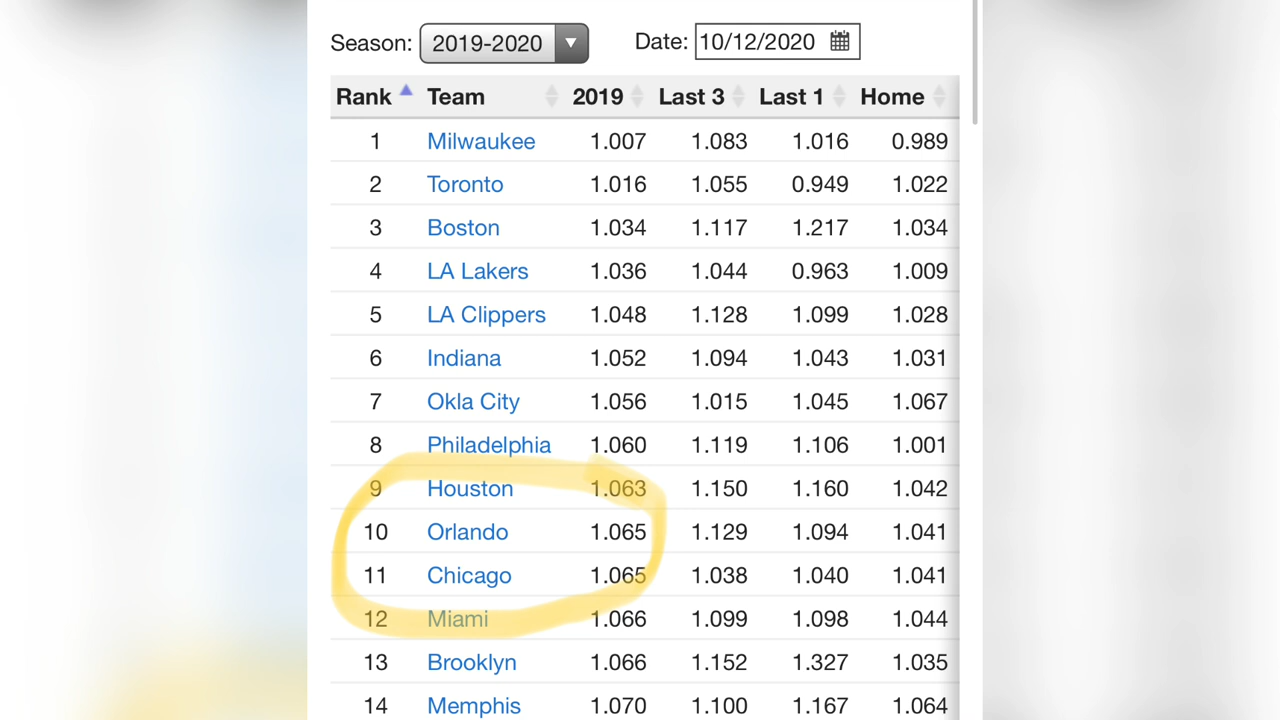 Season: 2019-2020 Date: 10/12/2020
Rank Team 2019 Last 3 Last 1 Home
1 Milwaukee 1.007 1.083 1.016 0.989
2 Toronto 1.016 1.055 0.949 1.022
3 Boston 1.034 1.117 1.217 1.034
4 LA Lakers 1.036 1.044 0.963 1.009
5 LA Clippers 1.048 1.128 1.099 1.028
6 Indiana 1.052 1.094 1.043 1.031
7 Okla City 1.056 1.015 1.045 1.067
8 Philadelphia 1.060 1.119 1.106 1.001
9 Houston 1.063 1.150 1.160 1.042
10 Orlando 1.065 1.129 1.094 1.041
11 Chicago 1.065 1.038 1.040 1.041
12 Miami 1.066 1.099 1.098 1.044
13 Brooklyn 1.066 1.152 1.327 1.035
14 Memphis 1.070 1.100 1.167 1.064